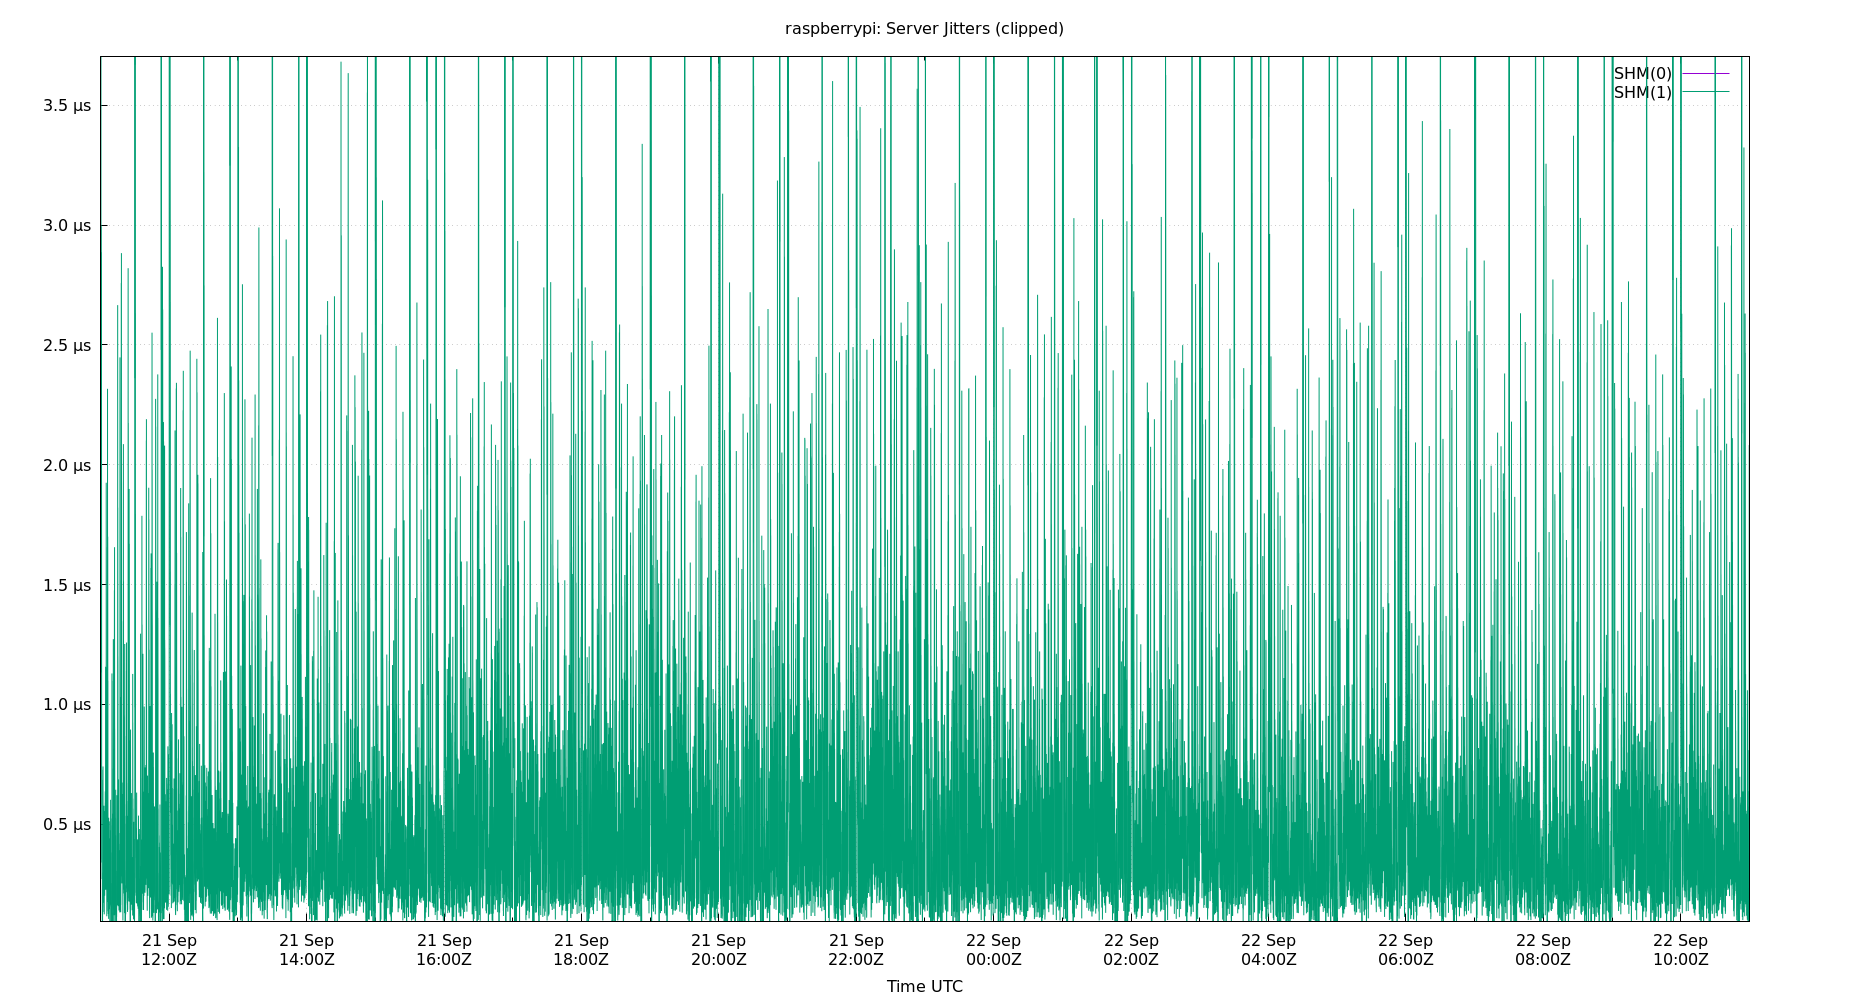 raspberrypi: Server Jitters (clipped)
SHM(0)
SHM(1)
3.5 µs
3.0 µs
2.5 µs
2.0 µs
1.5 µs
1.0 µs
0.5 µs
21 Sep 21 Sep 21 Sep 21 Sep 21 Sep 21 Sep 22 Sep 22 Sep 22 Sep 22 Sep 22 Sep 22 Sep
12:00Z 14:00Z 16:00Z 18:00Z 20:00Z 22:00Z 00:00Z 02:00Z 04:00Z 06:00Z 08:00Z 10:00Z
Time UTC